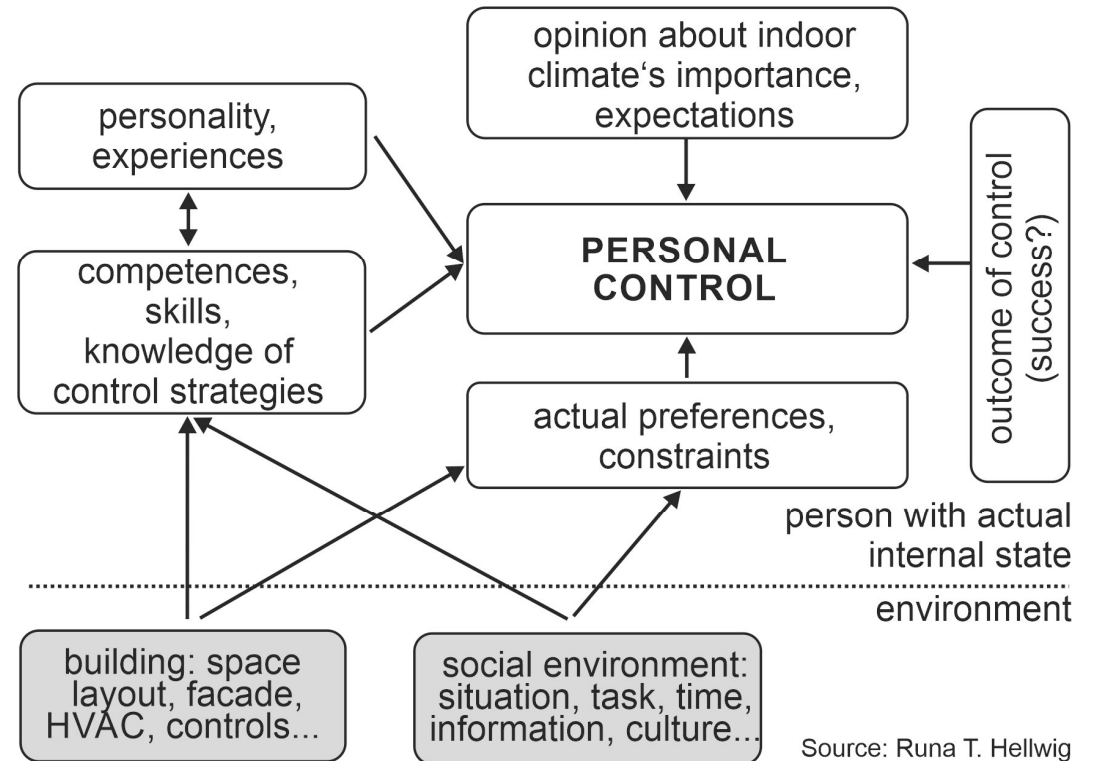 opinion about indoor
climate‘s importance,
expectations
personality,
experiences
PERSONAL
CONTROL
outcome of control
(success?)
competences,
skills,
knowledge of
control strategies
actual preferences,
constraints
person with actual
internal state
environment
building: space
layout, facade,
HVAC, controls...
social environment:
situation, task, time,
information, culture...
Source: Runa T. Hellwig